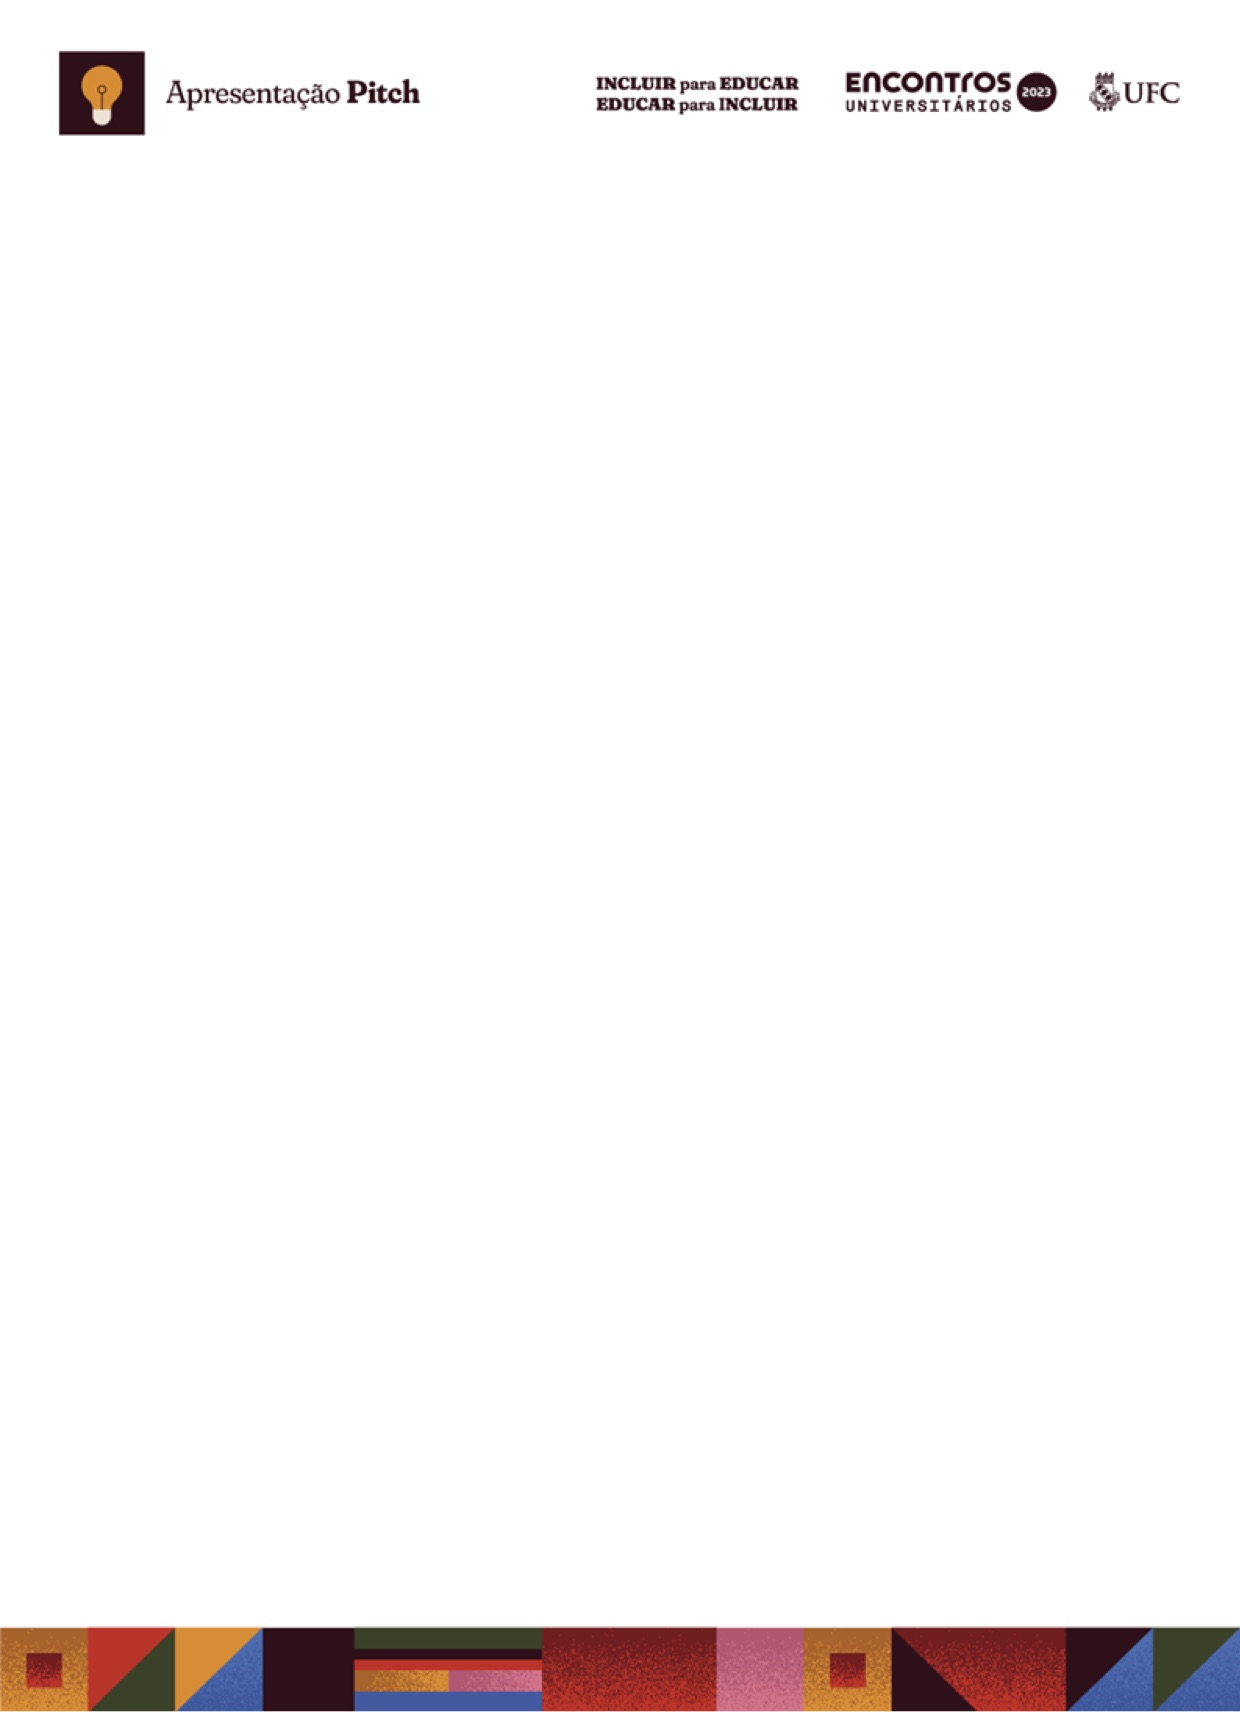 Apresentação Pitch
INCLUIR para EDUCAR
EDUCAR para INCLUIR
ENCONTROS
UNIVERSITÁRIOS
2023
UFC